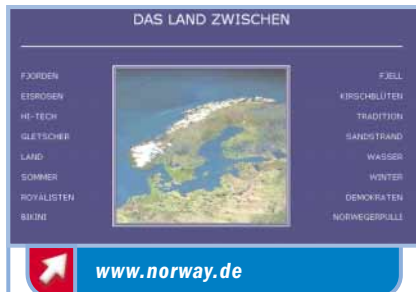 DAS LAND ZWISCHEN
FJORDEN
EISROSEN
HI-TECH
GLETSCHER
LAND
SOMMER
ROYALISTEN
BIKINI
FJELL
KIRSCHBLÜTEN
TRADITION
SANDSTRAND
WASSER
WINTER
DEMOKRATEN
NORWEGERPULLI
www.norway.de